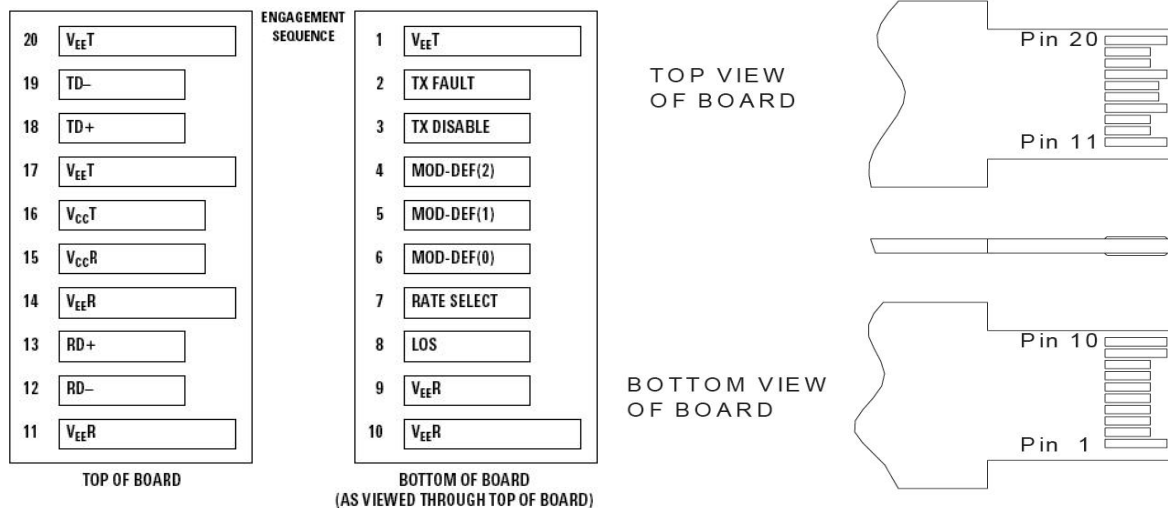 ENGAGEMENT
SEQUENCE
20 VEET
19 TD–
18 TD+
17 VEET
16 VCCT
15 VCCR
14 VEER
13 RD+
12 RD–
11 VEER
TOP OF BOARD
1 VEET
2 TX FAULT
3 TX DISABLE
4 MOD-DEF(2)
5 MOD-DEF(1)
6 MOD-DEF(0)
7 RATE SELECT
8 LOS
9 VEER
10 VEER
BOTTOM OF BOARD
(AS VIEWED THROUGH TOP OF BOARD)
TOP VIEW
OF BOARD
Pin 20
Pin 11
BOTTOM VIEW
OF BOARD
Pin 10
Pin 1